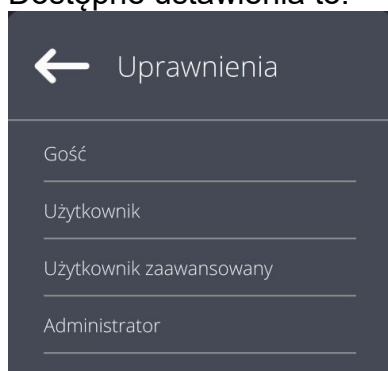 Dostępne ustawienia to:
Uprawnienia
Gość
Użytkownik
Użytkownik zaawansowany
Administrator